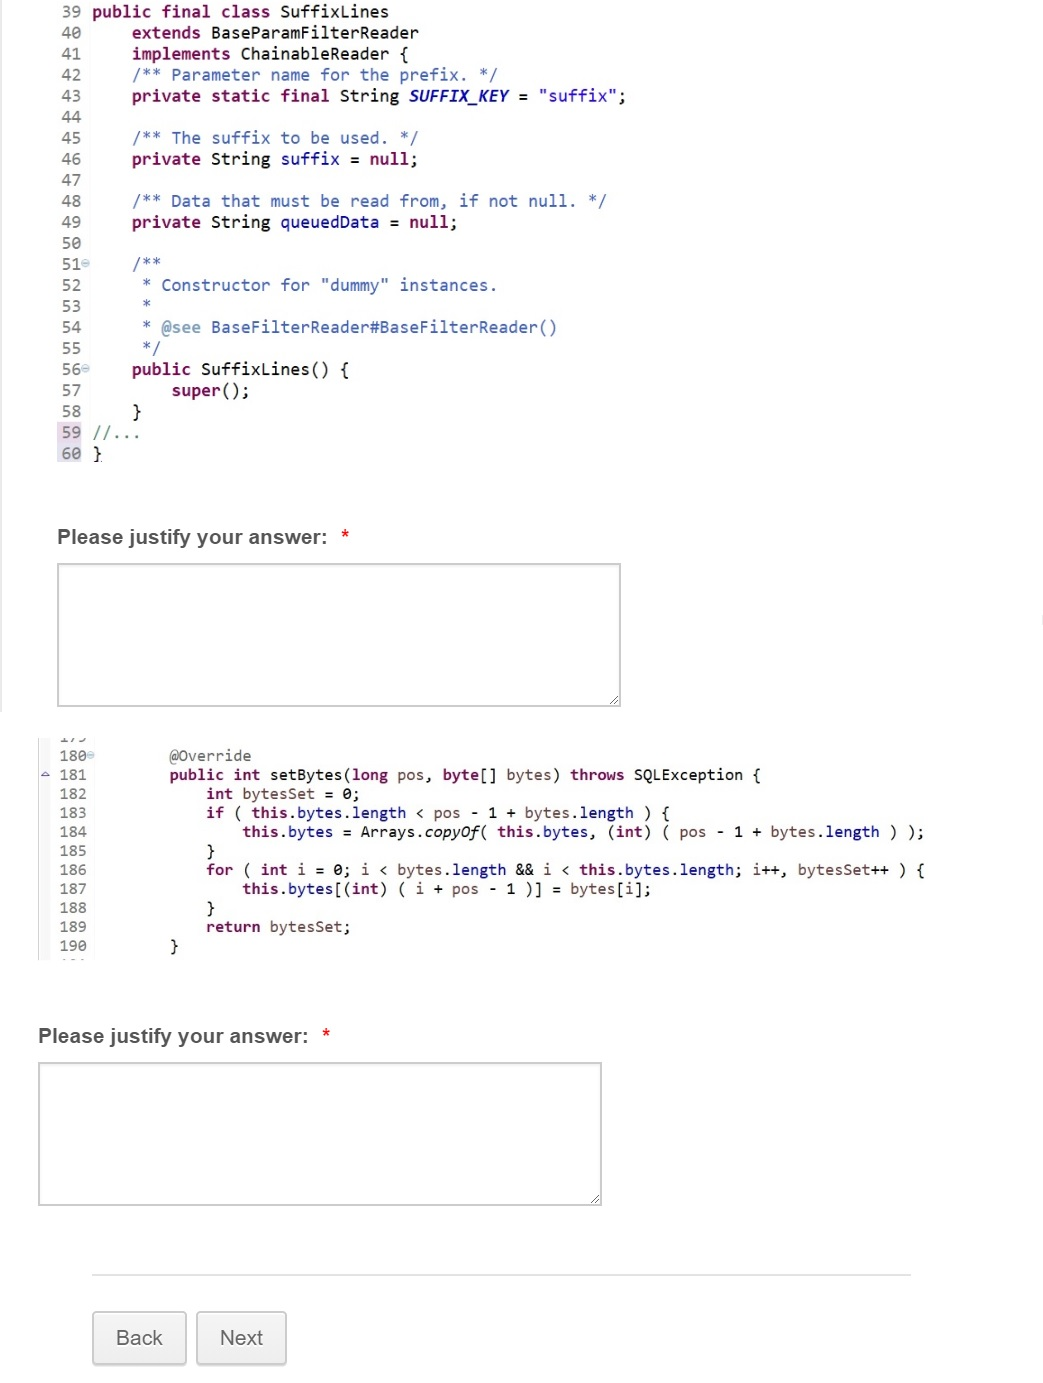 39 public final class SuffixLines
40 extends BaseParamFilterReader
41 implements ChainableReader {
42 /** Parameter name for the prefix. */
43 private static final String SUFFIX_KEY = "suffix";
44
45 /** The suffix to be used. */
46 private String suffix = null;
47
48 /** Data that must be read from, if not null. */
49 private String queuedData = null;
50
51 /**
52 * Constructor for "dummy" instances.
53 *
54 * @see BaseFilterReader#BaseFilterReader()
55 */
56 public SuffixLines() {
57 super();
58 }
59 //...
60 }
Please justify your answer: *
180 @Override
181 public int setBytes(long pos, byte[] bytes) throws SQLException {
182 int bytesSet = 0;
183 if ( this.bytes.length < pos - 1 + bytes.length ) {
184 this.bytes = Arrays.copyOf( this.bytes, (int) ( pos - 1 + bytes.length ) );
185 }
186 for ( int i = 0; i < bytes.length && i < this.bytes.length; i++, bytesSet++ ) {
187 this.bytes[(int) ( i + pos - 1 )] = bytes[i];
188 }
189 return bytesSet;
190 }
Please justify your answer: *
Back Next